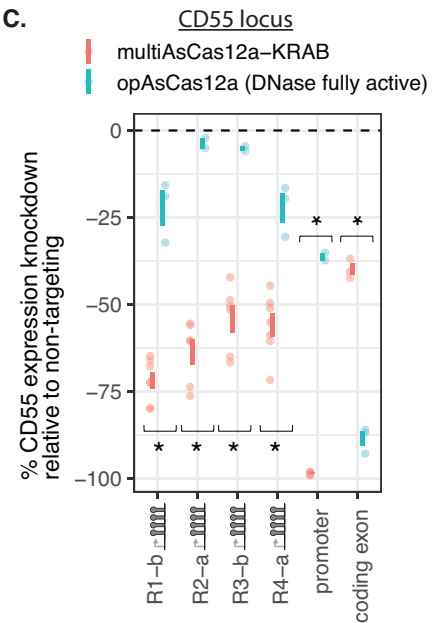 C.
CD55 locus
multiAsCas12a−KRAB
opAsCas12a (DNase fully active)
% CD55 expression knockdown
relative to non-targeting
0
−25
−50
−75
−100
* *
* * * *
R1−b
R2−a
R3−b
R4−a
promoter
coding exon